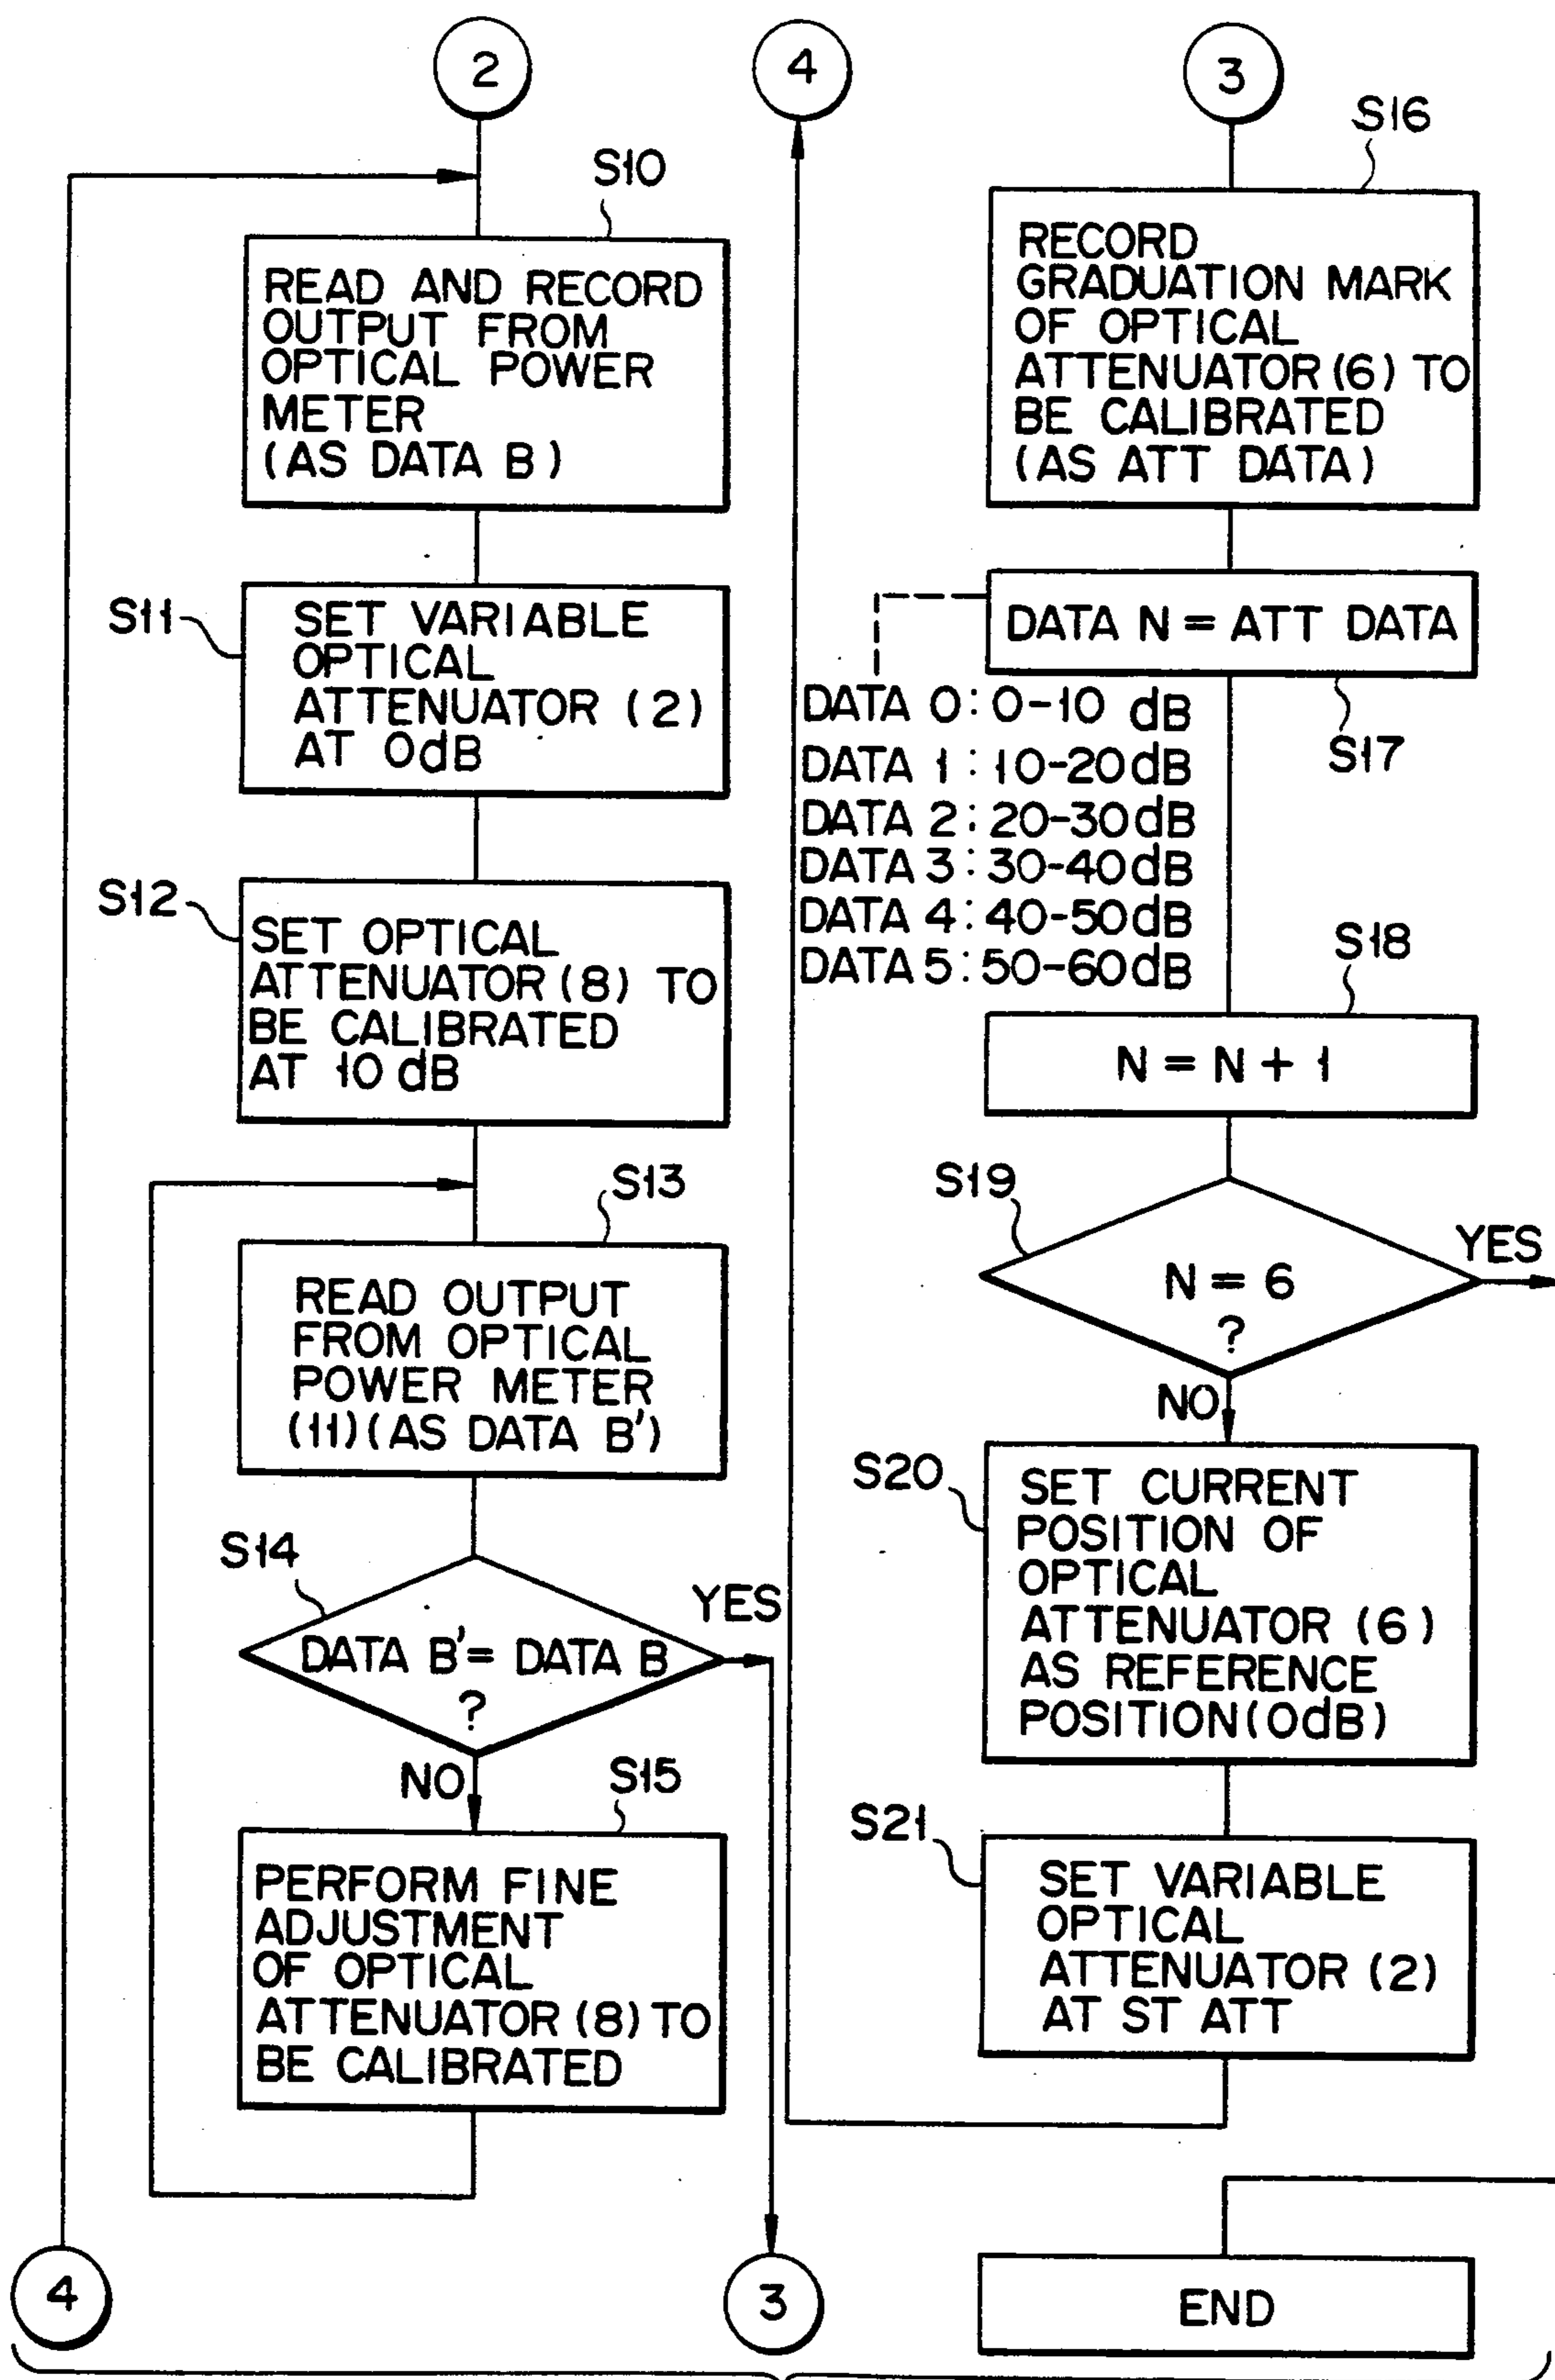 2
S10
READ AND RECORD
OUTPUT FROM
OPTICAL POWER
METER
(AS DATA B)
S11
SET VARIABLE
OPTICAL
ATTENUATOR (2)
AT 0dB
S12
SET OPTICAL
ATTENUATOR (8) TO
BE CALIBRATED
AT 10 dB
S13
READ OUTPUT
FROM OPTICAL
POWER METER
(11)(AS DATA B')
S14
DATA B' = DATA B
?
YES
NO
S15
PERFORM FINE
ADJUSTMENT
OF OPTICAL
ATTENUATOR (8) TO
BE CALIBRATED
4
3
4
3
S16
RECORD
GRADUATION MARK
OF OPTICAL
ATTENUATOR (6) TO
BE CALIBRATED
(AS ATT DATA)
DATA N = ATT DATA
S17
DATA 0: 0-10 dB
DATA 1: 10-20dB
DATA 2: 20-30dB
DATA 3: 30-40dB
DATA 4: 40-50dB
DATA 5: 50-60dB
S18
N = N + 1
S19
N = 6
?
YES
NO
S20
SET CURRENT
POSITION OF
OPTICAL
ATTENUATOR (6)
AS REFERENCE
POSITION (0dB)
S21
SET VARIABLE
OPTICAL
ATTENUATOR (2)
AT ST ATT
END